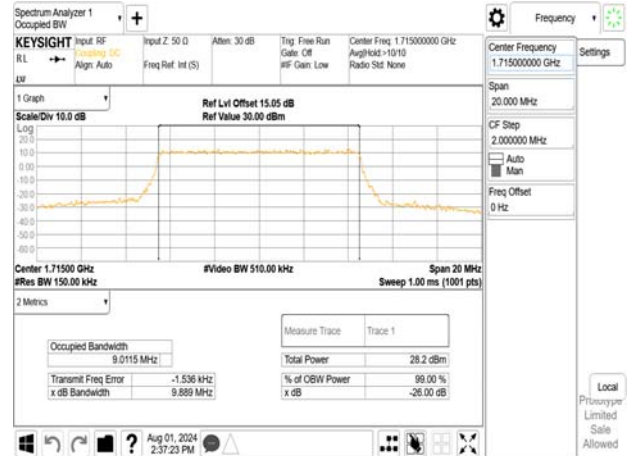 Spectrum Analyzer 1
Occupied BW
Frequency
KEYSIGHT
Input: RF
Coupling: DC
Align: Auto
Input Z: 50 Ω
Freq Ref: Int (S)
Atten: 30 dB
Trig: Free Run
Gate: Off
#IF Gain: Low
Center Freq: 1.715000000 GHz
Avg|Hold:>10/10
Radio Std: None
RL
LXI
Center Frequency
1.715000000 GHz
Settings
Span
20.000 MHz
CF Step
2.000000 MHz
Auto
Man
Freq Offset
0 Hz
1 Graph
Scale/Div 10.0 dB
Ref Lvl Offset 15.05 dB
Ref Value 30.00 dBm
Log
20.0
10.0
0.00
-10.0
-20.0
-30.0
-40.0
-50.0
-60.0
Center 1.71500 GHz
#Res BW 150.00 kHz
#Video BW 510.00 kHz
Span 20 MHz
Sweep 1.00 ms (1001 pts)
2 Metrics
Measure Trace Trace 1
Occupied Bandwidth
9.0115 MHz
Total Power 28.2 dBm
Transmit Freq Error -1.536 kHz
% of OBW Power 99.00 %
x dB Bandwidth 9.889 MHz
x dB -26.00 dB
Local
Prototype
Limited
Sale
Allowed
Aug 01, 2024
2:37:23 PM